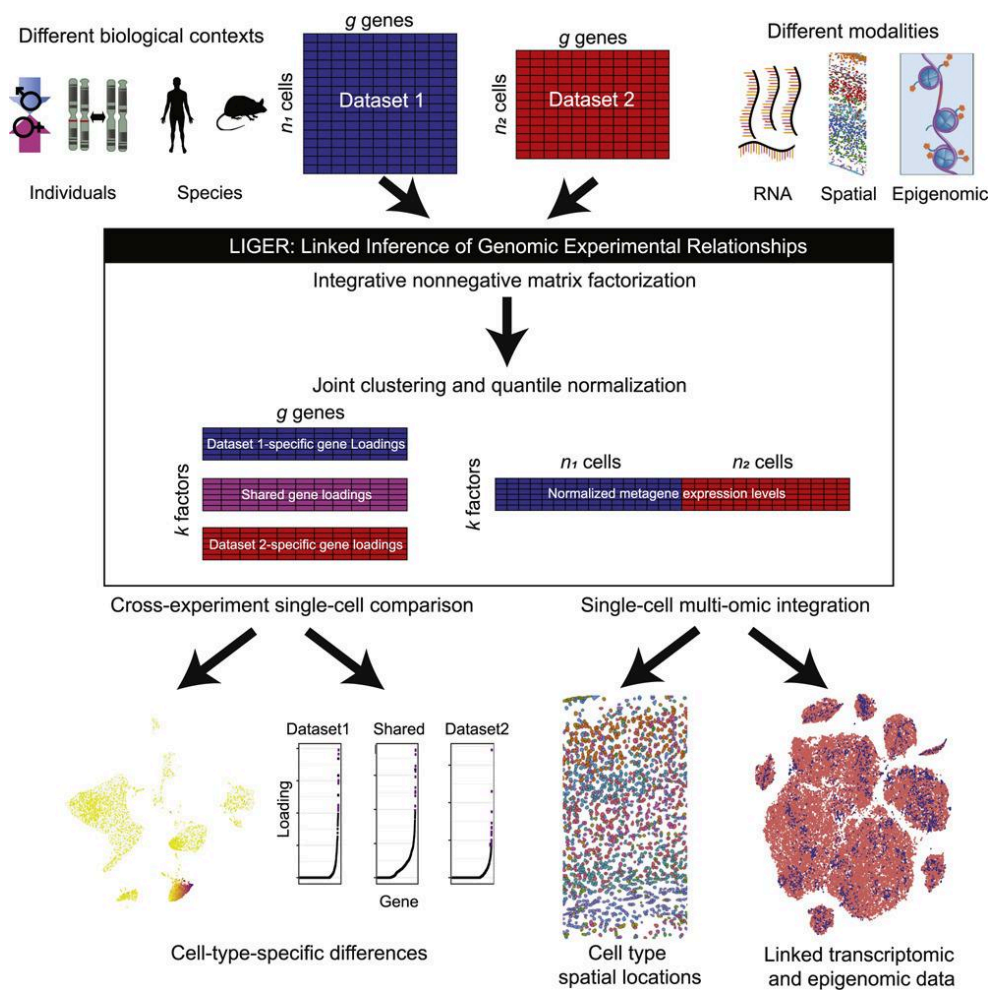 Different biological contexts
Individuals
Species
g genes
n₁ cells
Dataset 1
g genes
n₂ cells
Dataset 2
Different modalities
RNA
Spatial
Epigenomic
LIGER: Linked Inference of Genomic Experimental Relationships
Integrative nonnegative matrix factorization
Joint clustering and quantile normalization
g genes
k factors
Dataset 1-specific gene Loadings
Shared gene loadings
Dataset 2-specific gene loadings
n₁ cells
n₂ cells
k factors
Normalized metagene expression levels
Cross-experiment single-cell comparison
Single-cell multi-omic integration
Dataset1
Shared
Dataset2
Loading
Gene
Cell-type-specific differences
Cell type
spatial locations
Linked transcriptomic
and epigenomic data